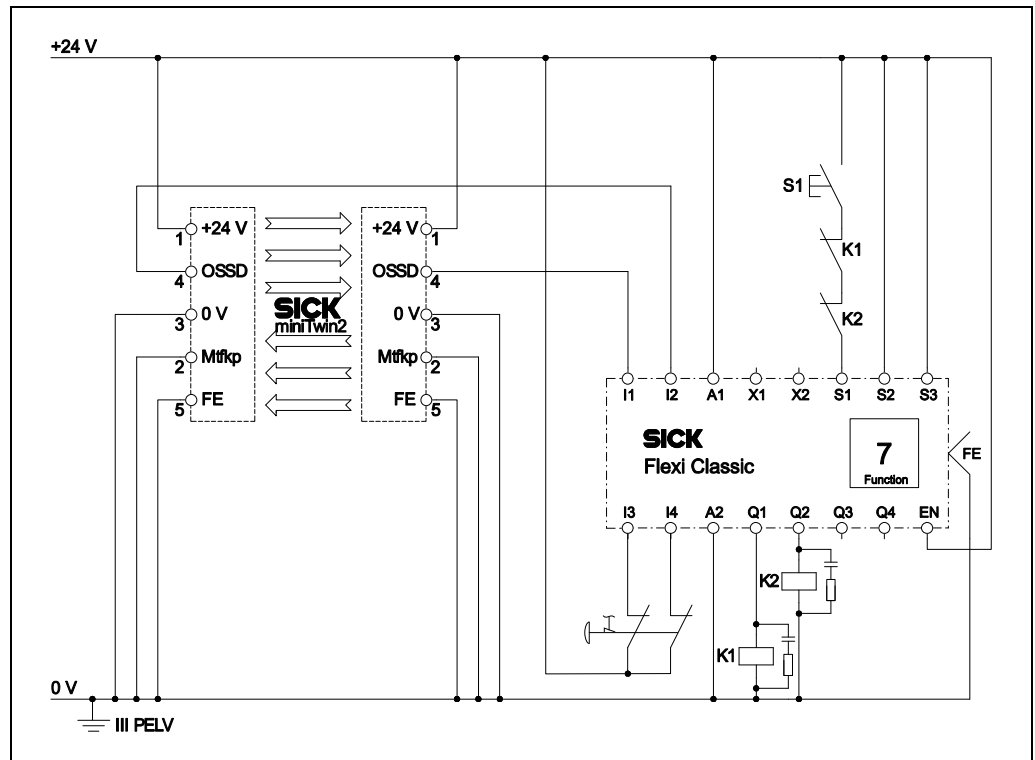 +24 V
S1
1 +24 V
+24 V 1
K1
4 OSSD
OSSD 4
SICK
miniTwin2
3 0 V
0 V 3
K2
2 Mtfkp
Mtfkp 2
5 FE
FE 5
I1 I2 A1 X1 X2 S1 S2 S3
SICK
Flexi Classic
7
Function
FE
I3 I4 A2 Q1 Q2 Q3 Q4 EN
K2
K1
0 V
III PELV